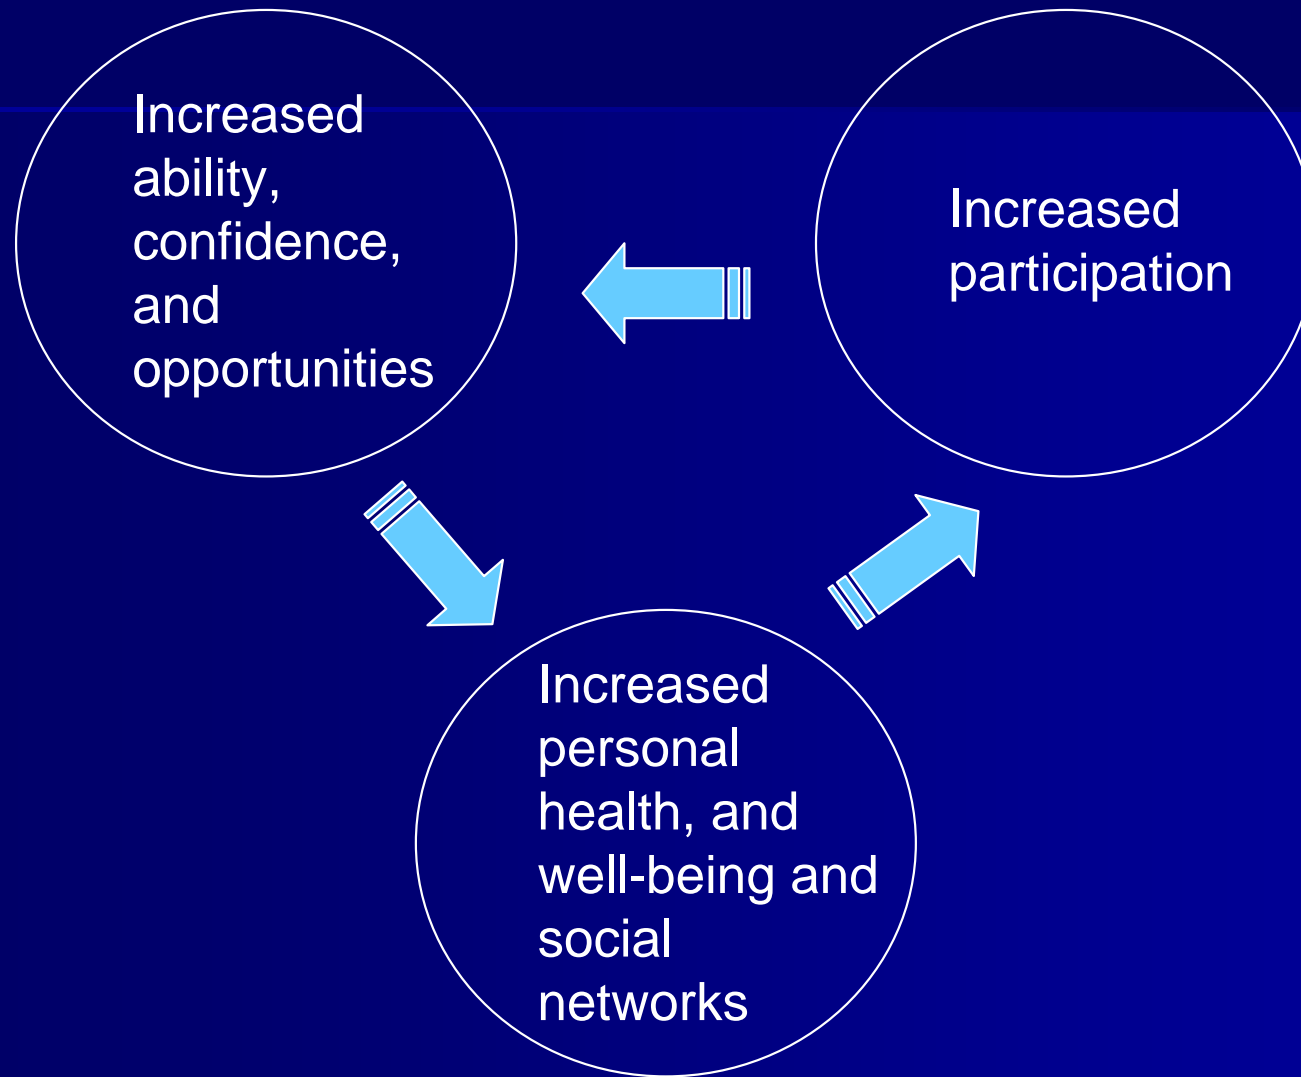 Increased
ability,
confidence,
and
opportunities
Increased
participation
Increased
personal
health, and
well-being and
social
networks